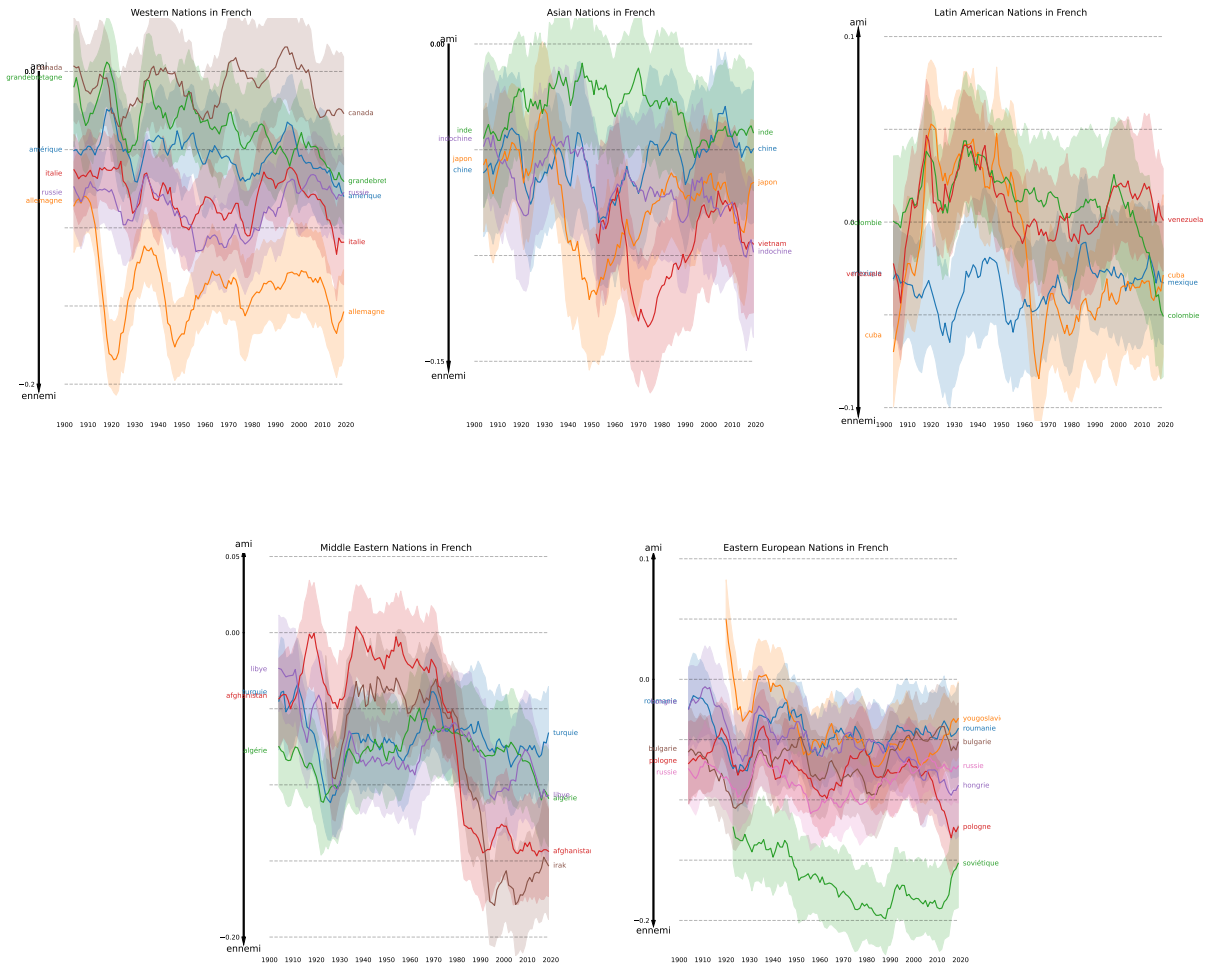 Western Nations in French
ami
0.0
canada
grandebretagne
amérique
italie
russie
allemagne
canada
grandebret
russie
amérique
italie
allemagne
−0.2
ennemi
1900 1910 1920 1930 1940 1950 1960 1970 1980 1990 2000 2010 2020
Asian Nations in French
ami
0.00
inde
indochine
japon
chine
inde
chine
japon
vietnam
indochine
−0.15
ennemi
1900 1910 1920 1930 1940 1950 1960 1970 1980 1990 2000 2010 2020
Latin American Nations in French
ami
0.1
0.0
colombie
cuba
venezuela
cuba
mexique
colombie
−0.1
ennemi
1900 1910 1920 1930 1940 1950 1960 1970 1980 1990 2000 2010 2020
Middle Eastern Nations in French
ami
0.05
0.00
libye
turquie
afghanistan
algérie
turquie
libye
algérie
afghanistan
irak
−0.20
ennemi
1900 1910 1920 1930 1940 1950 1960 1970 1980 1990 2000 2010 2020
Eastern European Nations in French
ami
0.1
0.0
roumanie
bulgarie
pologne
russie
yougoslavi
roumanie
bulgarie
russie
hongrie
pologne
soviétique
−0.2
ennemi
1900 1910 1920 1930 1940 1950 1960 1970 1980 1990 2000 2010 2020